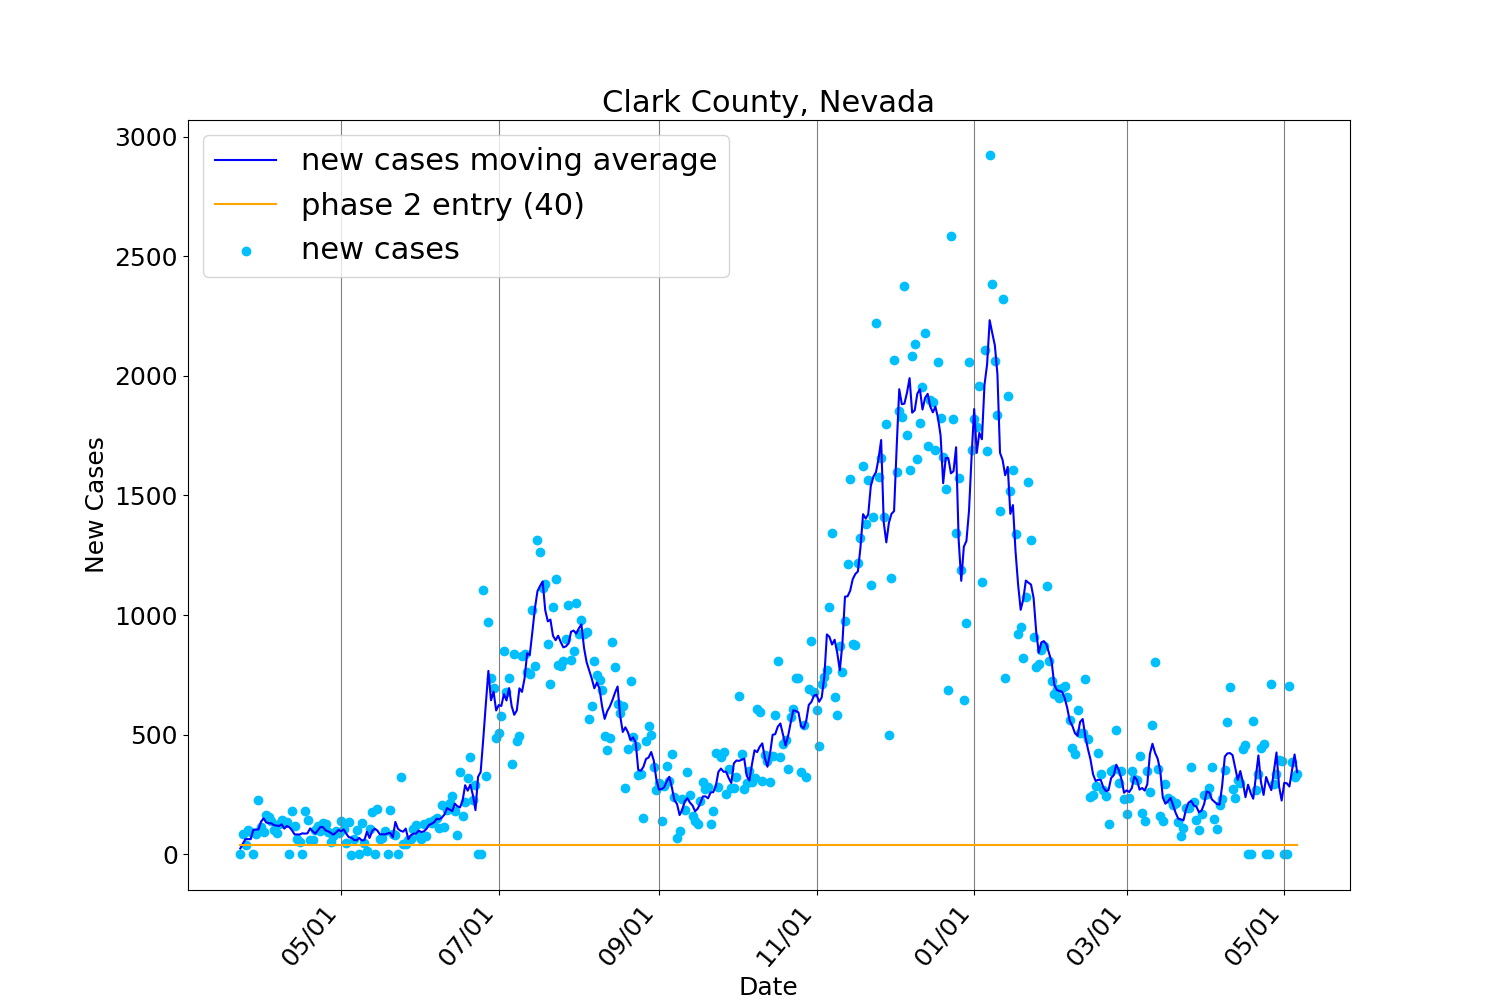 Clark County, Nevada
3000
2500
2000
1500
1000
500
0
New Cases
new cases moving average
phase 2 entry (40)
new cases
05/01
07/01
09/01
11/01
01/01
03/01
05/01
Date